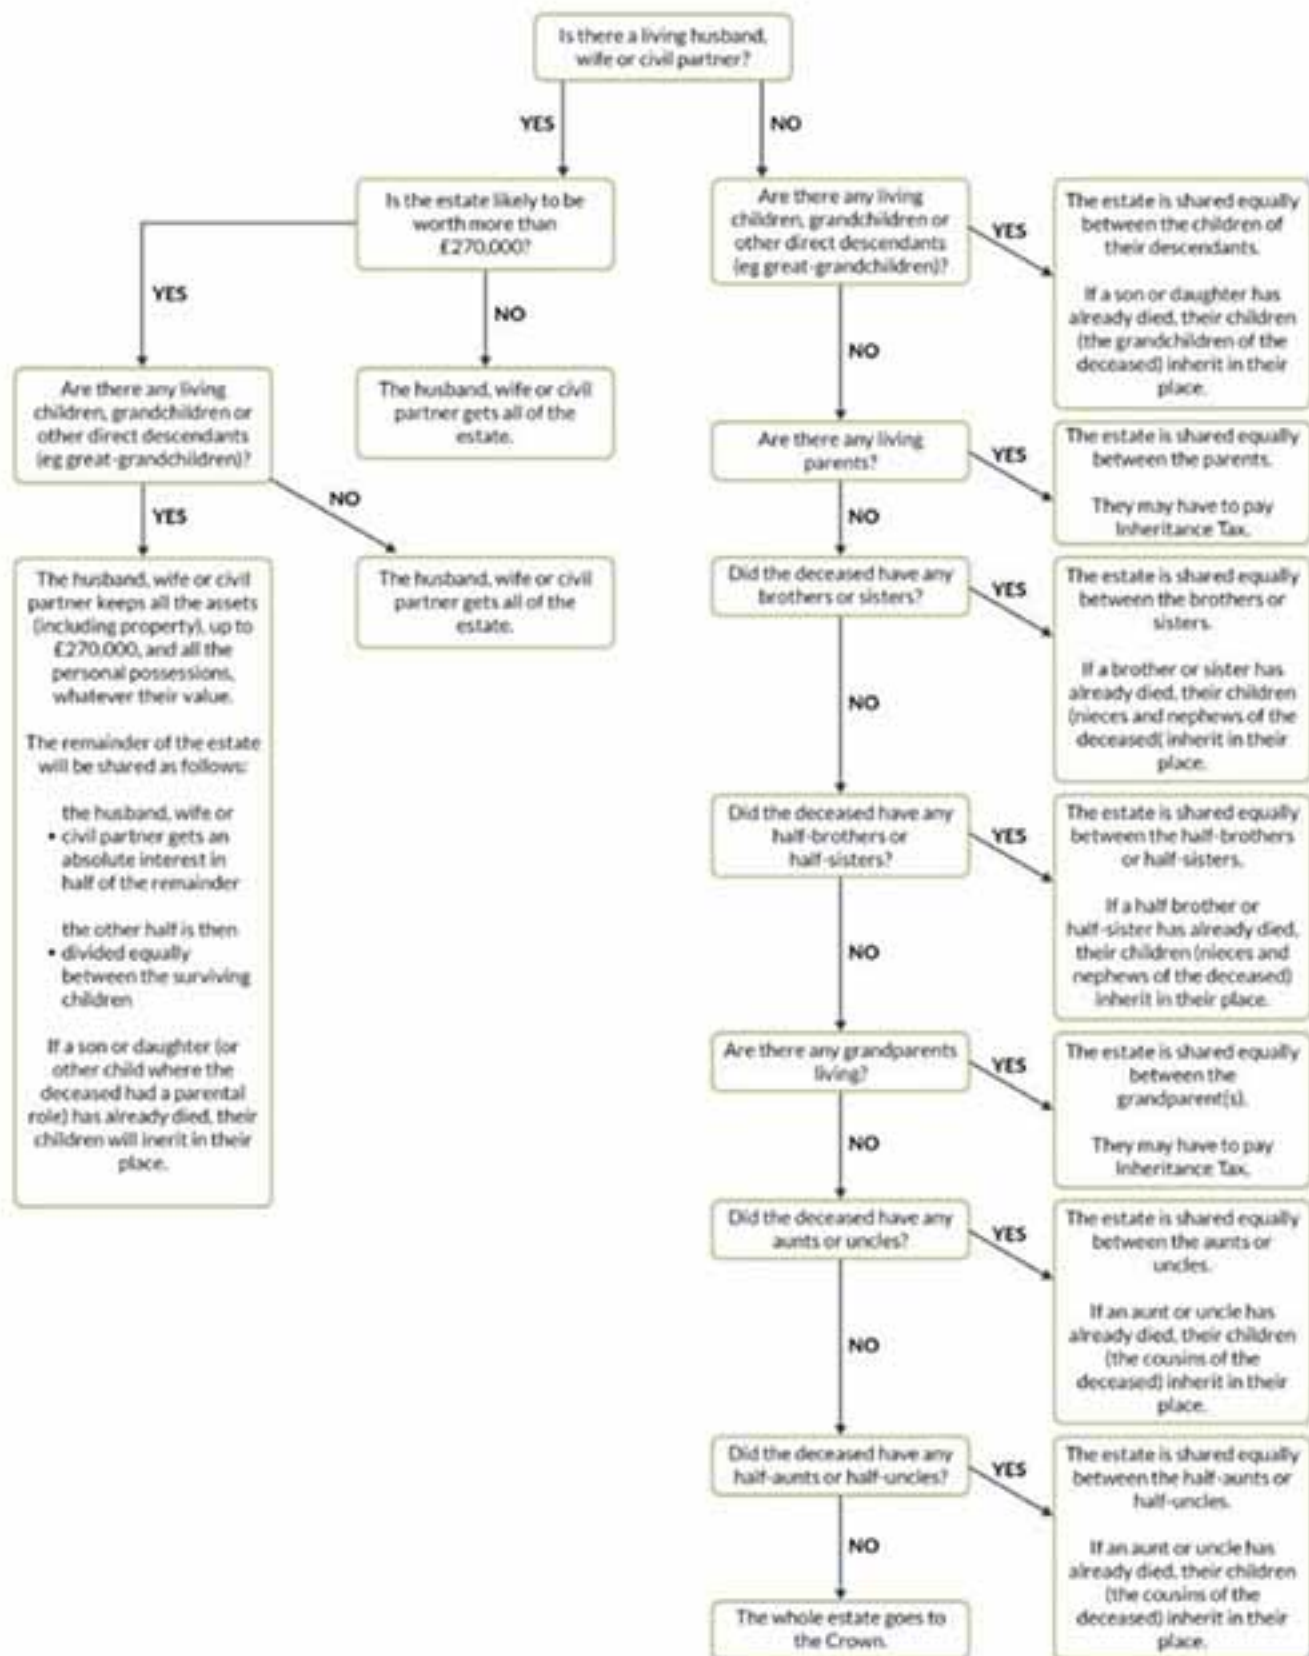 Is there a living husband,
wife or civil partner?
YES
NO
Is the estate likely to be
worth more than
£270,000?
Are there any living
children, grandchildren or
other direct descendants
(eg great-grandchildren)?
YES
The estate is shared equally
between the children of
their descendants.
If a son or daughter has
already died, their children
(the grandchildren of the
deceased) inherit in their
place.
YES
NO
NO
Are there any living
children, grandchildren or
other direct descendants
(eg great-grandchildren)?
The husband, wife or civil
partner gets all of the
estate.
Are there any living
parents?
YES
The estate is shared equally
between the parents.
They may have to pay
Inheritance Tax.
YES
NO
NO
The husband, wife or civil
partner keeps all the assets
(including property), up to
£270,000, and all the
personal possessions,
whatever their value.
The remainder of the estate
will be shared as follows:
the husband, wife or
• civil partner gets an
absolute interest in
half of the remainder
the other half is then
• divided equally
between the surviving
children
If a son or daughter (or
other child where the
deceased had a parental
role) has already died, their
children will inerit in their
place.
The husband, wife or civil
partner gets all of the
estate.
Did the deceased have any
brothers or sisters?
YES
The estate is shared equally
between the brothers or
sisters.
If a brother or sister has
already died, their children
(nieces and nephews of the
deceased( inherit in their
place.
NO
Did the deceased have any
half-brothers or
half-sisters?
YES
The estate is shared equally
between the half-brothers
or half-sisters.
If a half brother or
half-sister has already died,
their children (nieces and
nephews of the deceased)
inherit in their place.
NO
Are there any grandparents
living?
YES
The estate is shared equally
between the
grandparent(s).
They may have to pay
Inheritance Tax.
NO
Did the deceased have any
aunts or uncles?
YES
The estate is shared equally
between the aunts or
uncles.
If an aunt or uncle has
already died, their children
(the cousins of the
deceased) inherit in their
place.
NO
Did the deceased have any
half-aunts or half-uncles?
YES
The estate is shared equally
between the half-aunts or
half-uncles.
If an aunt or uncle has
already died, their children
(the cousins of the
deceased) inherit in their
place.
NO
The whole estate goes to
the Crown.